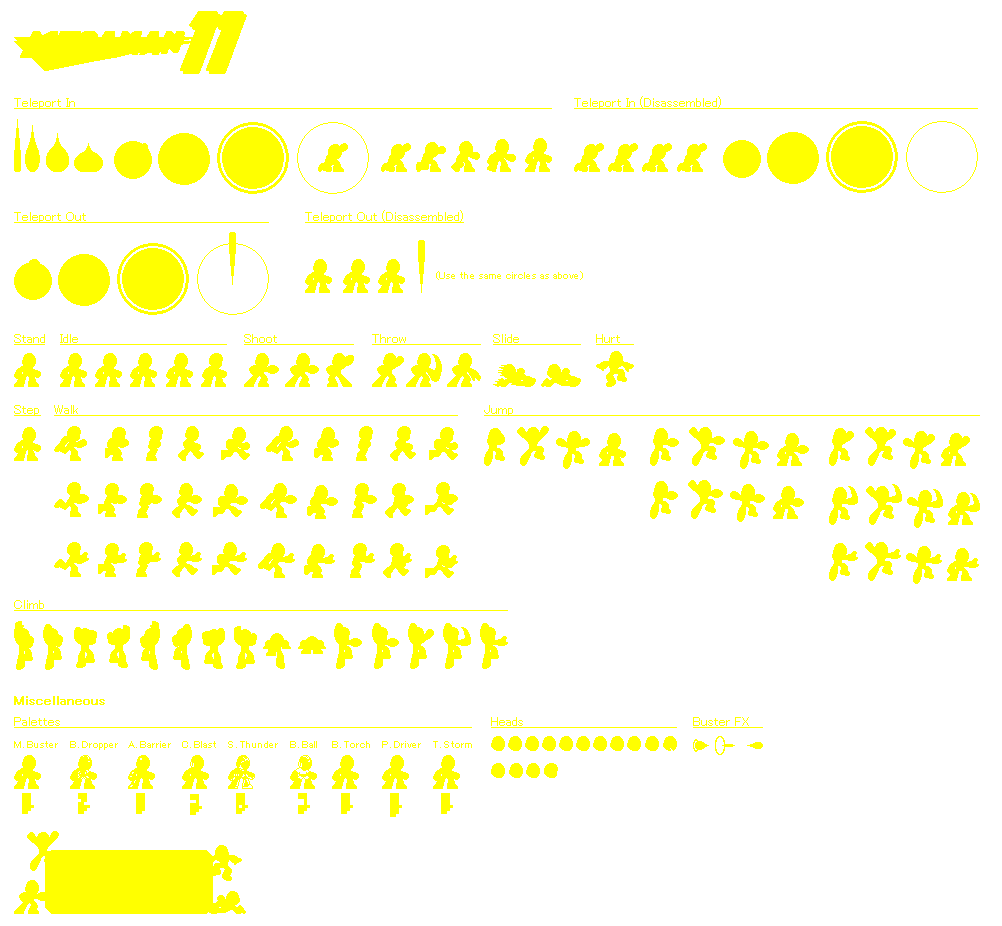 MEGAMAN 11
Teleport In
Teleport In (Disassembled)
Teleport Out
Teleport Out (Disassembled)
(Use the same circles as above)
Stand Idle Shoot Throw Slide Hurt
Step Walk Jump
Climb
Miscellaneous
Palettes Heads Buster FX
M. Buster B. Dropper A. Barrier C. Blast S. Thunder B. Ball B. Torch P. Driver T. Storm